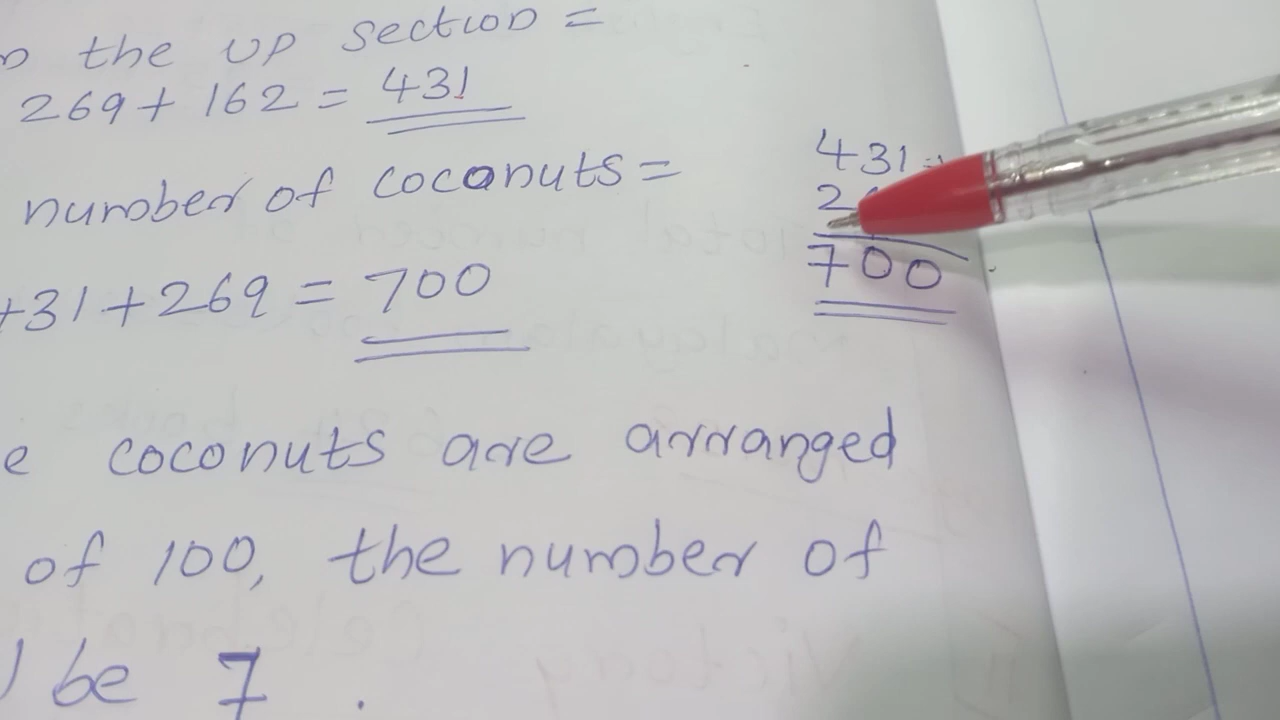 the UP section =
269 + 162 = 431
number of coconuts =
431
2
+31 + 269 = 700
700
coconuts are arranged
of 100, the number of
be 7.